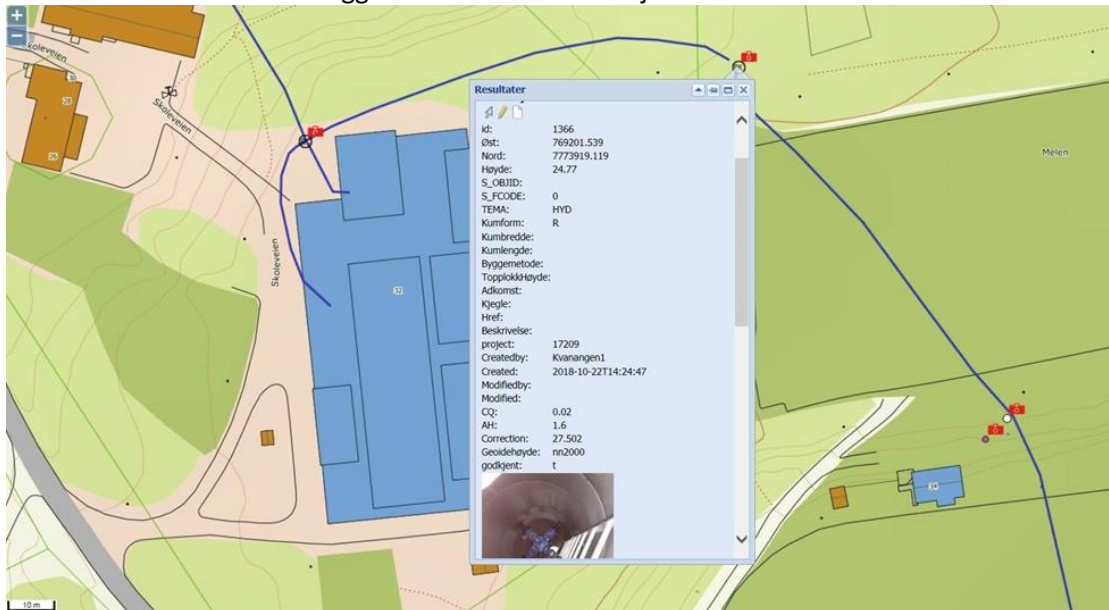 Skoleveien
30
28
26
Skoleveien
Skoleveien
32
Melen
34
10 m
Resultater
id: 1366
Øst: 769201.539
Nord: 7773919.119
Høyde: 24.77
S_OBJID:
S_FCODE: 0
TEMA: HYD
Kumform: R
Kumbredde:
Kumlengde:
Byggemetode:
TopplokkHøyde:
Adkomst:
Kjegle:
Href:
Beskrivelse:
project: 17209
Createdby: Kvanangen1
Created: 2018-10-22T14:24:47
Modifiedby:
Modified:
CQ: 0.02
AH: 1.6
Correction: 27.502
Geoidehøyde: nn2000
godkjent: t